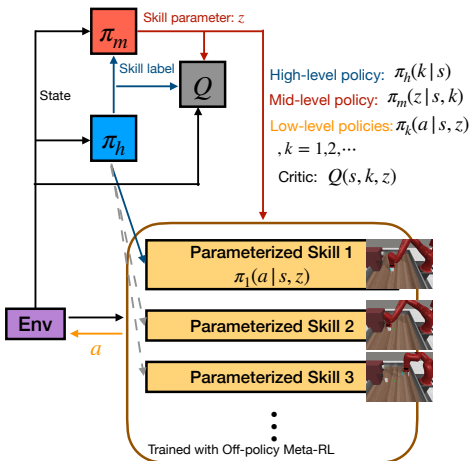 Skill parameter: z
π_m
Skill label
Q
State
π_h
High-level policy: π_h(k | s)
Mid-level policy: π_m(z | s, k)
Low-level policies: π_k(a | s, z)
, k = 1,2,⋯
Critic: Q(s, k, z)
Parameterized Skill 1
π_1(a | s, z)
Env
a
Parameterized Skill 2
Parameterized Skill 3
Trained with Off-policy Meta-RL